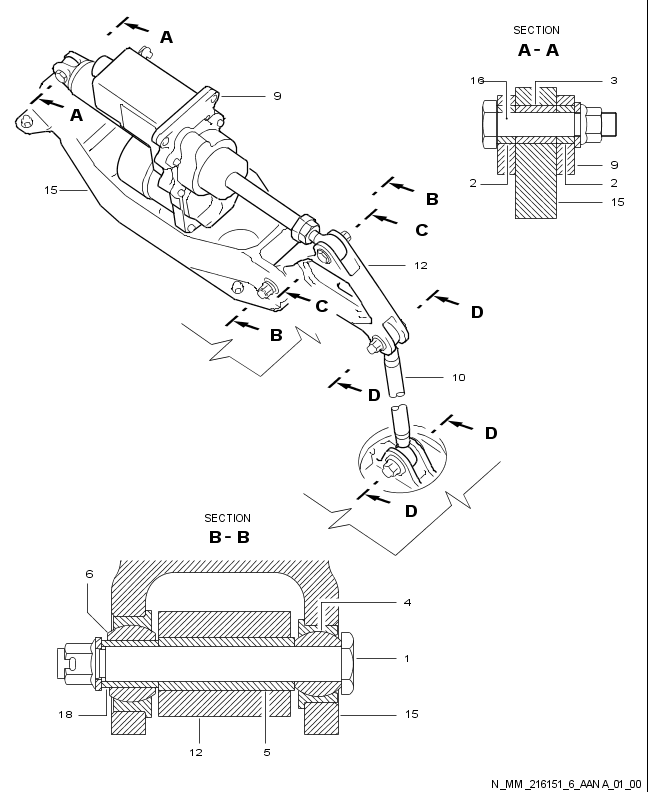 SECTION
A - A
A
16
3
9
A
2
2
9
15
15
B
C
12
C
D
B
D
10
D
D
SECTION
B - B
6
4
1
18
15
12
5
N_MM_216151_6_AANA_01_00